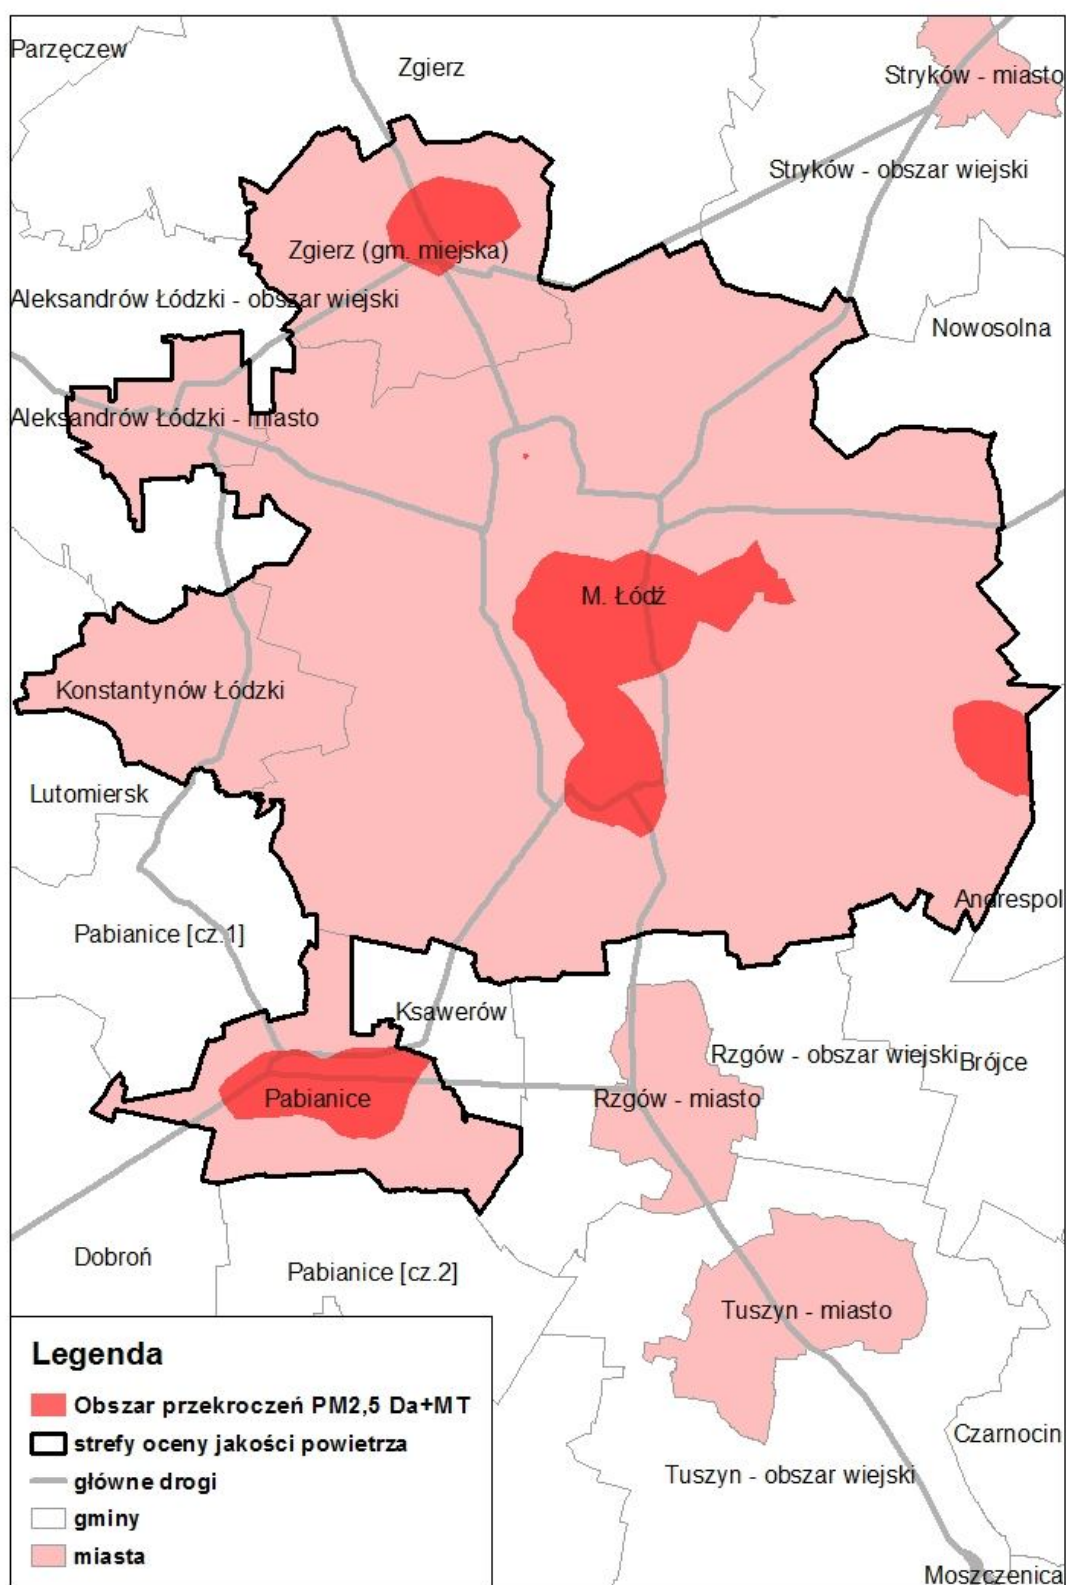 Parzęczew
Zgierz
Stryków - miasto
Stryków - obszar wiejski
Zgierz (gm. miejska)
Aleksandrów Łódzki - obszar wiejski
Nowosolna
Aleksandrów Łódzki - miasto
M. Łódź
Konstantynów Łódzki
Lutomiersk
Andrespol
Pabianice [cz.1]
Ksawerów
Rzgów - obszar wiejski
Brójce
Pabianice
Rzgów - miasto
Dobroń
Pabianice [cz.2]
Tuszyn - miasto
Legenda
Obszar przekroczeń PM2,5 Da+MT
strefy oceny jakości powietrza
główne drogi
gminy
miasta
Czarnocin
Tuszyn - obszar wiejski
Moszczenica